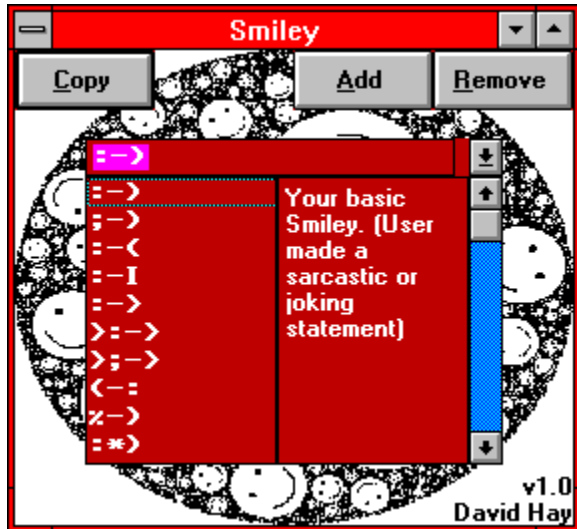 Smiley
Copy
Add
Remove
:-)
:-)
;-)
:-(
:-I
:->
>:->
>;->
(-:
%-)
:*)
Your basic
Smiley. (User
made a
sarcastic or
joking
statement)
v1.0
David Hay